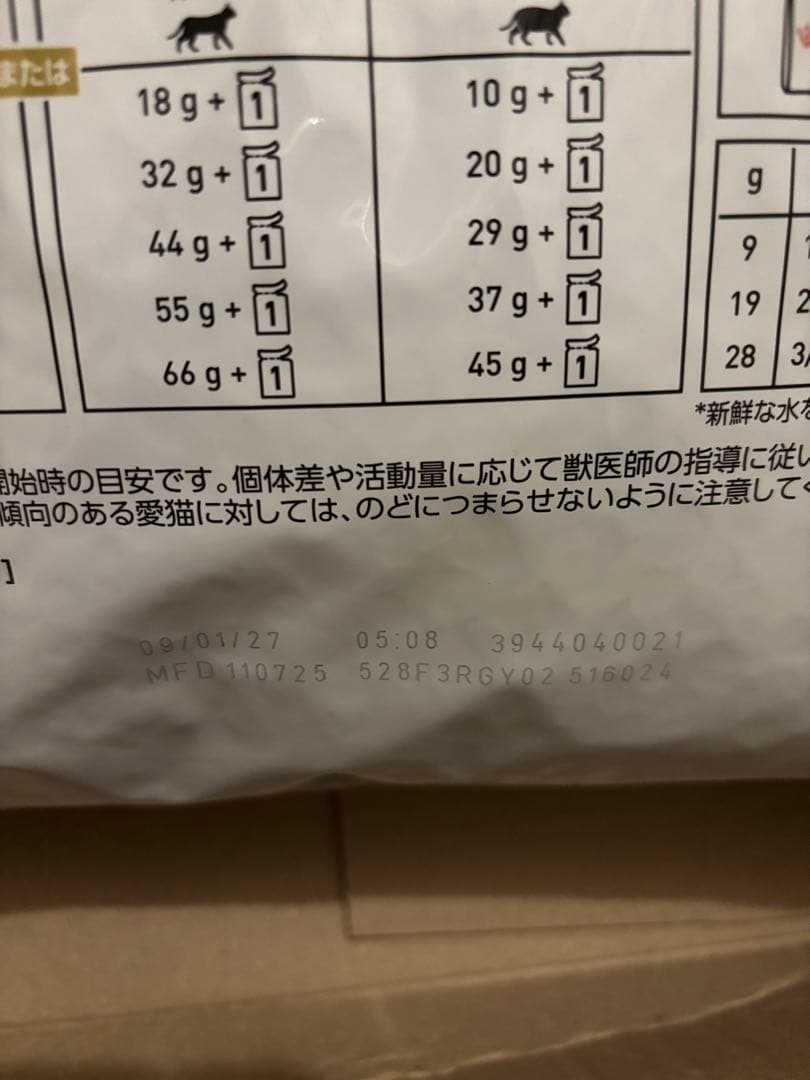 または
18 g + 1
10 g + 1
32 g + 1
20 g + 1
44 g + 1
29 g + 1
55 g + 1
37 g + 1
66 g + 1
45 g + 1
g
9
19
28
*新鮮な水を
開始時の目安です。個体差や活動量に応じて獣医師の指導に従い
傾向のある愛猫に対しては、のどにつまらせないように注意して
]
09/01/27 05:08 3944040021
MFD 110725 528F3RGY02 516024